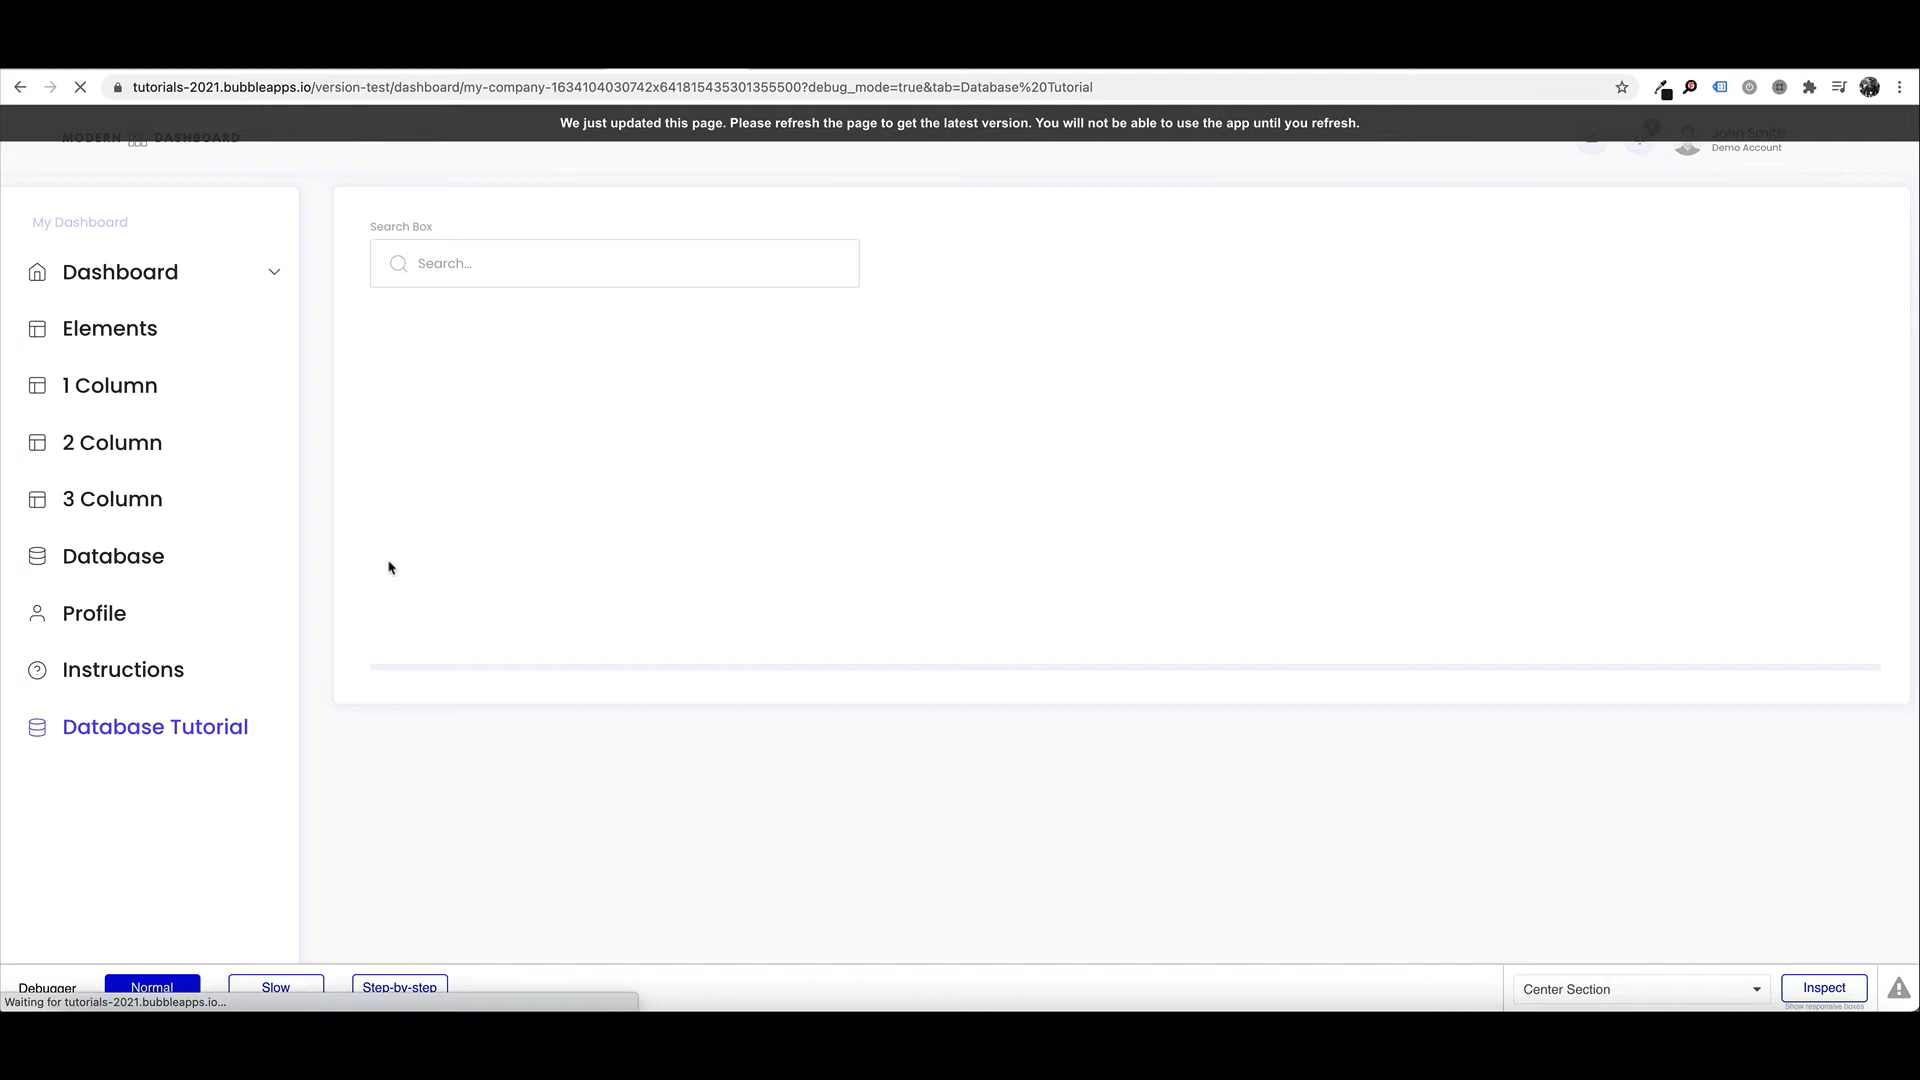 tutorials-2021.bubbleapps.io/version-test/dashboard/my-company-1634104030742x641815435301355500?debug_mode=true&tab=Database%20Tutorial
We just updated this page. Please refresh the page to get the latest version. You will not be able to use the app until you refresh.
MODERN DASHBOARD
John Smith
Demo Account
My Dashboard
Search Box
Search...
Dashboard
Elements
1 Column
2 Column
3 Column
Database
Profile
Instructions
Database Tutorial
Debugger
Normal
Slow
Step-by-step
Center Section
Inspect
Show responsive boxes
Waiting for tutorials-2021.bubbleapps.io...